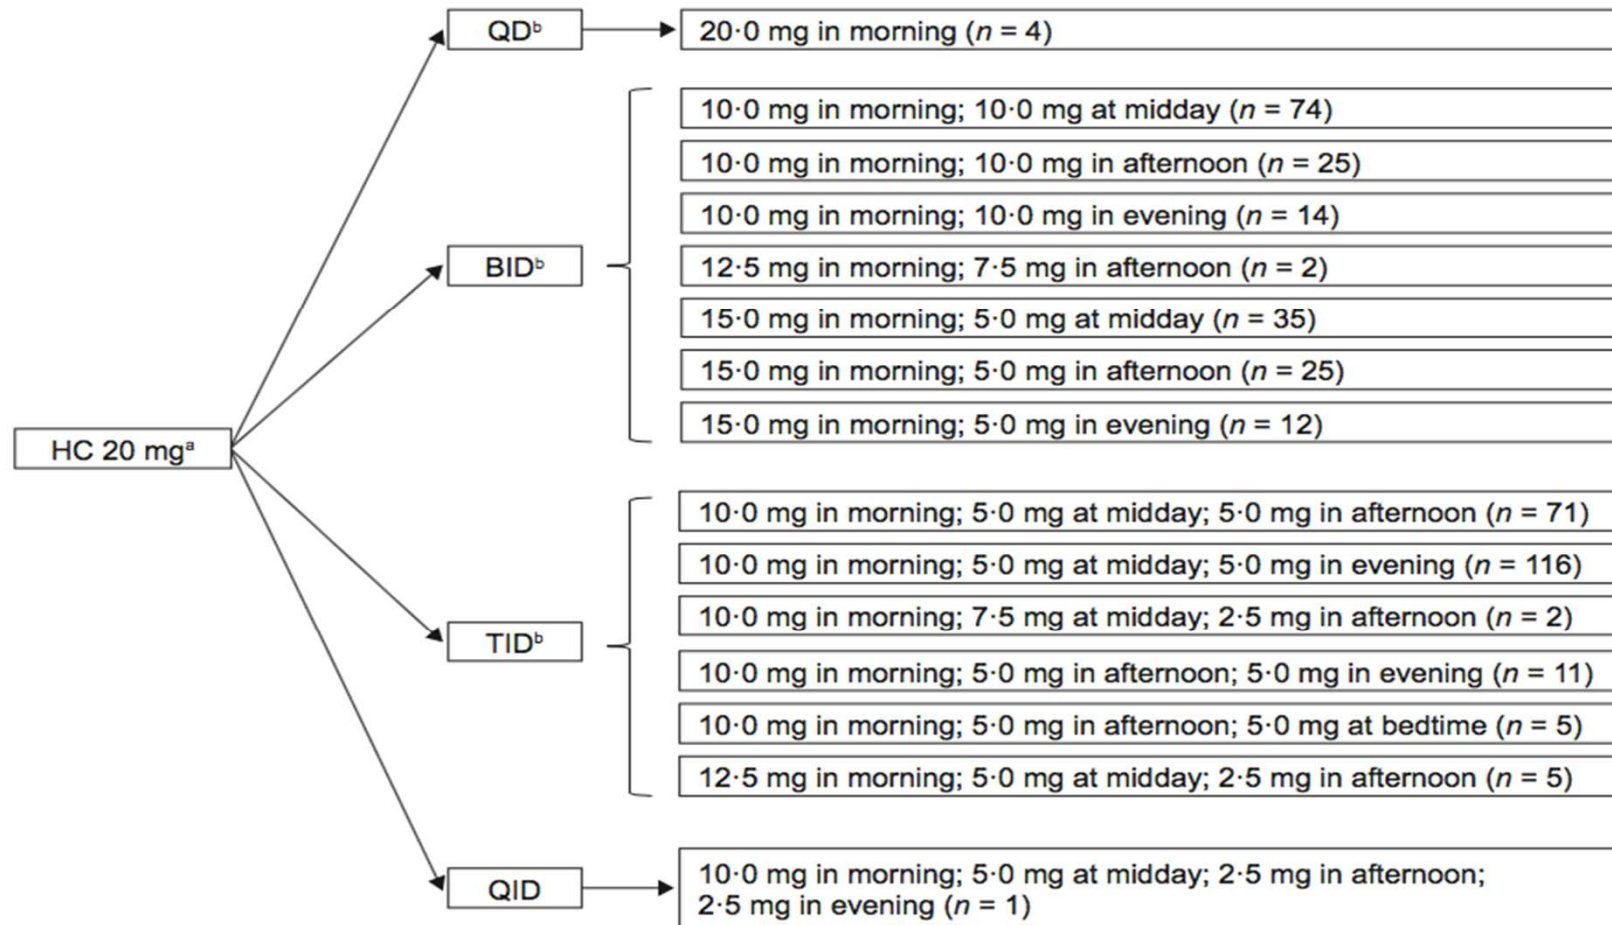 QDᵇ
20·0 mg in morning (n = 4)
10·0 mg in morning; 10·0 mg at midday (n = 74)
10·0 mg in morning; 10·0 mg in afternoon (n = 25)
10·0 mg in morning; 10·0 mg in evening (n = 14)
BIDᵇ
12·5 mg in morning; 7·5 mg in afternoon (n = 2)
15·0 mg in morning; 5·0 mg at midday (n = 35)
15·0 mg in morning; 5·0 mg in afternoon (n = 25)
15·0 mg in morning; 5·0 mg in evening (n = 12)
HC 20 mgᵃ
10·0 mg in morning; 5·0 mg at midday; 5·0 mg in afternoon (n = 71)
10·0 mg in morning; 5·0 mg at midday; 5·0 mg in evening (n = 116)
10·0 mg in morning; 7·5 mg at midday; 2·5 mg in afternoon (n = 2)
TIDᵇ
10·0 mg in morning; 5·0 mg in afternoon; 5·0 mg in evening (n = 11)
10·0 mg in morning; 5·0 mg in afternoon; 5·0 mg at bedtime (n = 5)
12·5 mg in morning; 5·0 mg at midday; 2·5 mg in afternoon (n = 5)
QID
10·0 mg in morning; 5·0 mg at midday; 2·5 mg in afternoon;
2·5 mg in evening (n = 1)